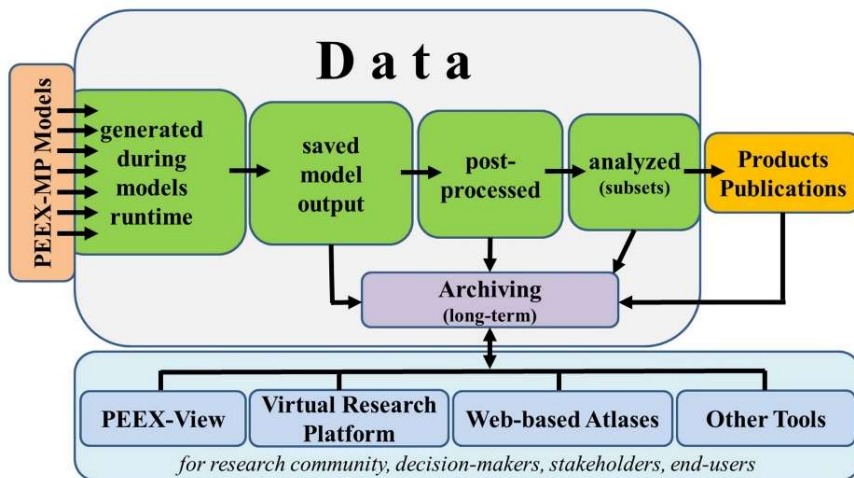 D a t a
PEEX-MP Models
generated
during
models
runtime
saved
model
output
post-
processed
analyzed
(subsets)
Products
Publications
Archiving
(long-term)
PEEX-View
Virtual Research
Platform
Web-based Atlases
Other Tools
for research community, decision-makers, stakeholders, end-users